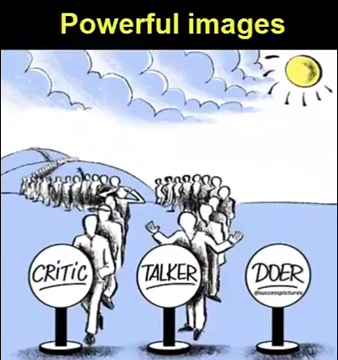 Powerful images
CRiTiC
TALKER
DOER
@successpictures